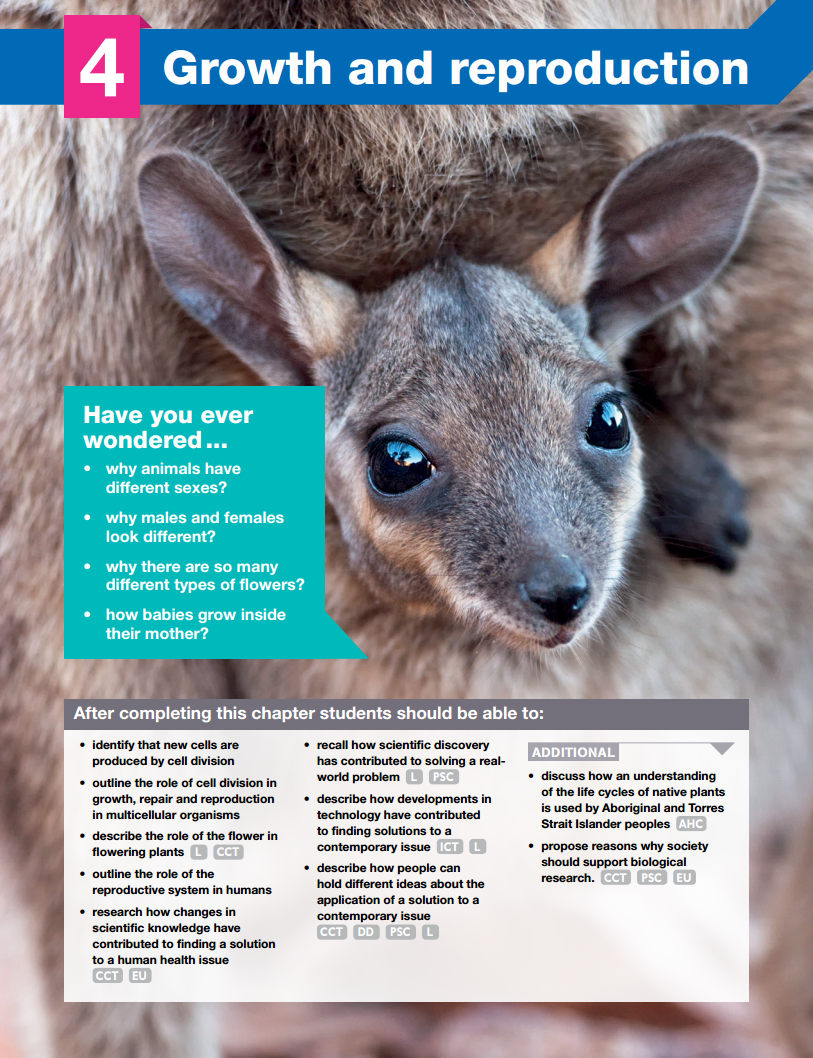 4
Growth and reproduction
Have you ever
wondered...
• why animals have
different sexes?
• why males and females
look different?
• why there are so many
different types of flowers?
• how babies grow inside
their mother?
After completing this chapter students should be able to:
• identify that new cells are
produced by cell division
• outline the role of cell division in
growth, repair and reproduction
in multicellular organisms
• describe the role of the flower in
flowering plants L CCT
• outline the role of the
reproductive system in humans
• research how changes in
scientific knowledge have
contributed to finding a solution
to a human health issue
CCT EU
• recall how scientific discovery
has contributed to solving a real-
world problem L PSC
• describe how developments in
technology have contributed
to finding solutions to a
contemporary issue ICT L
• describe how people can
hold different ideas about the
application of a solution to a
contemporary issue
CCT DD PSC L
ADDITIONAL
• discuss how an understanding
of the life cycles of native plants
is used by Aboriginal and Torres
Strait Islander peoples AHC
• propose reasons why society
should support biological
research. CCT PSC EU